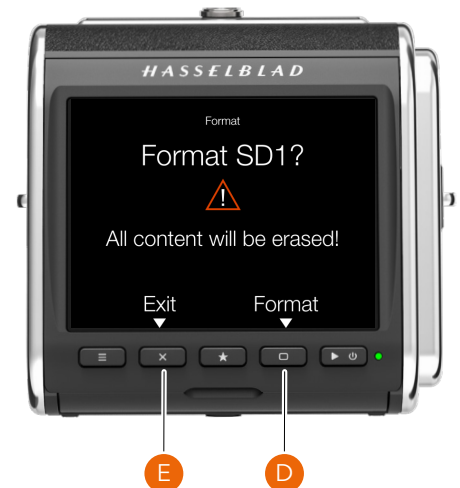 HASSELBLAD
Format
Format SD1?
All content will be erased!
Exit Format
E D